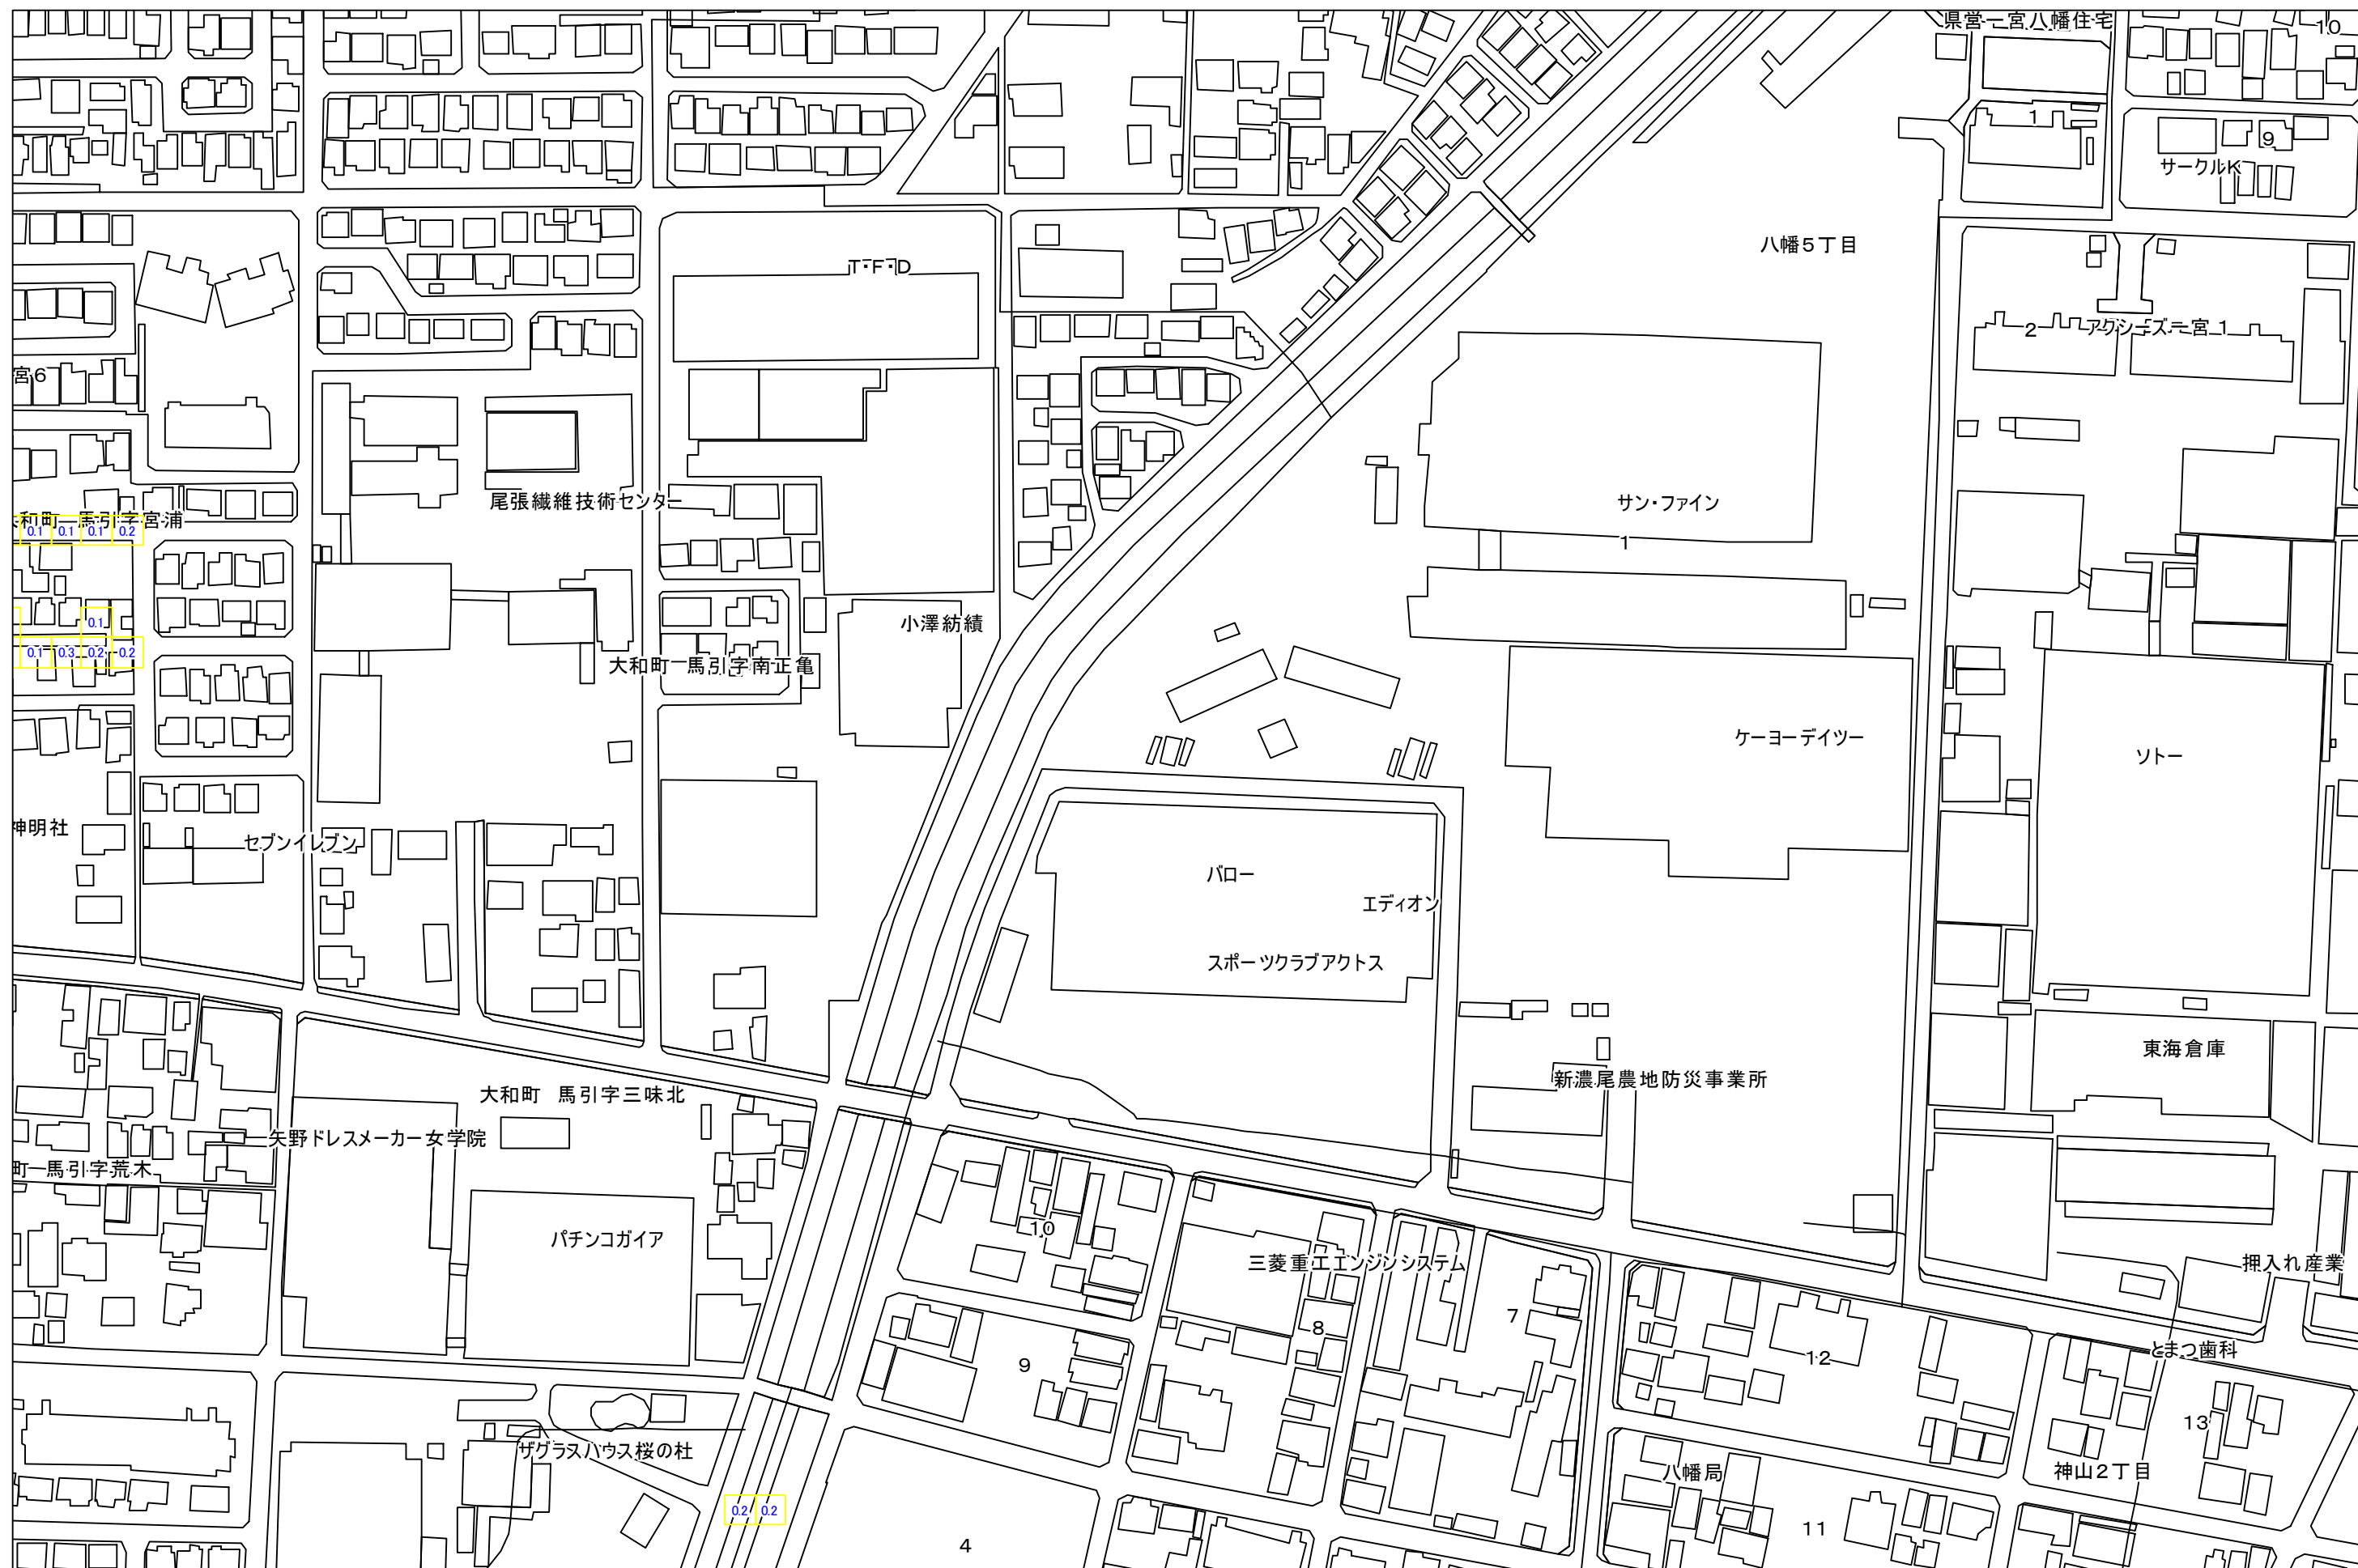 県営一宮八幡住宅
10
1
9
サークルK
八幡5丁目
T・F・D
2
アクシーズ一宮1
宮6
尾張繊維技術センター
サン・ファイン
大和町 馬引字宮浦
0.1 0.1 0.1 0.2
1
0.1
小澤紡績
0.1 0.3 0.2 0.2
大和町 馬引字南正亀
ケーヨーデイツー
ソトー
神明社
セブンイレブン
バロー
エディオン
スポーツクラブアクトス
東海倉庫
新濃尾農地防災事業所
大和町 馬引字三味北
矢野ドレスメーカー女学院
町 馬引字荒木
10
パチンコガイア
三菱重工エンジンシステム
押入れ産業
7
8
とまつ歯科
9
12
13
ザグラスハウス桜の杜
八幡局
神山2丁目
0.2 0.2
11
4